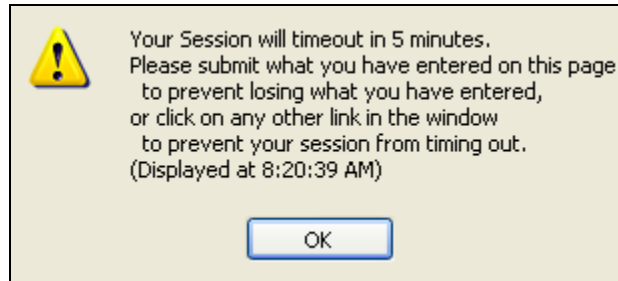 Your Session will timeout in 5 minutes.
Please submit what you have entered on this page
to prevent losing what you have entered,
or click on any other link in the window
to prevent your session from timing out.
(Displayed at 8:20:39 AM)
OK